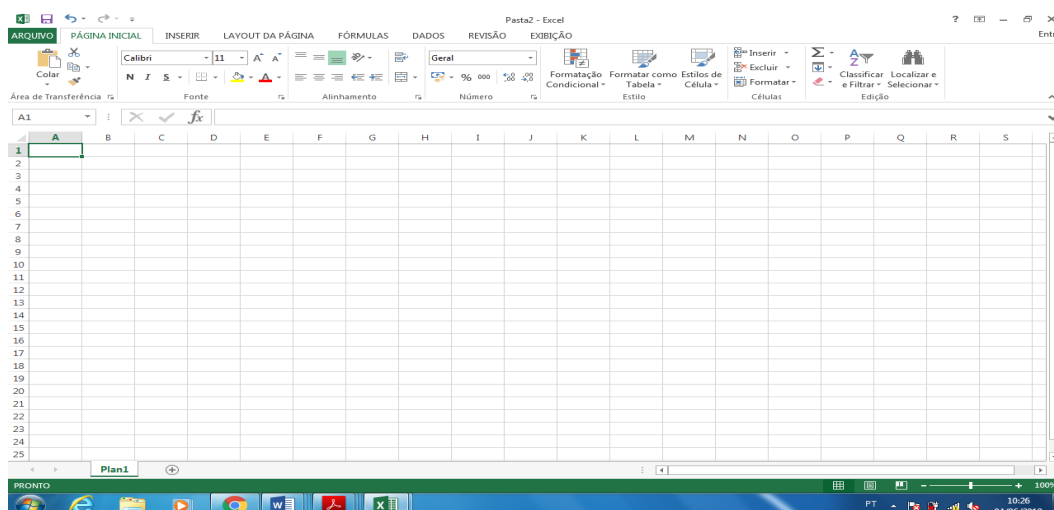 Pasta2 - Excel
ARQUIVO PÁGINA INICIAL INSERIR LAYOUT DA PÁGINA FÓRMULAS DADOS REVISÃO EXIBIÇÃO Entr
Colar
Calibri 11
N I S
Geral
% 000
Formatação Condicional
Formatar como Tabela
Estilos de Célula
Inserir
Excluir
Formatar
Classificar e Filtrar
Localizar e Selecionar
Área de Transferência Fonte Alinhamento Número Estilo Células Edição
A1 fx
A B C D E F G H I J K L M N O P Q R S
1
2
3
4
5
6
7
8
9
10
11
12
13
14
15
16
17
18
19
20
21
22
23
24
25
Plan1
PRONTO 100%
PT 10:26